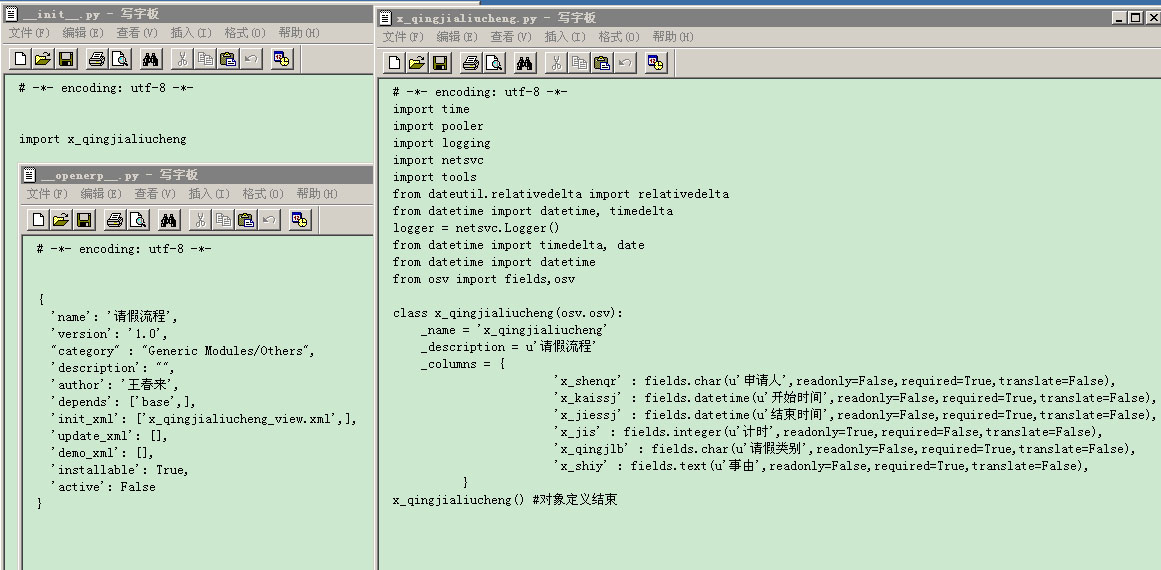 __init__.py - 写字板
文件(F) 编辑(E) 查看(V) 插入(I) 格式(O) 帮助(H)
# -*- encoding: utf-8 -*-
import x_qingjialiucheng
__openerp__.py - 写字板
文件(F) 编辑(E) 查看(V) 插入(I) 格式(O) 帮助(H)
# -*- encoding: utf-8 -*-
{
'name': '请假流程',
'version': '1.0',
"category" : "Generic Modules/Others",
'description': "",
'author': '王春来',
'depends': ['base',],
'init_xml': ['x_qingjialiucheng_view.xml',],
'update_xml': [],
'demo_xml': [],
'installable': True,
'active': False
}
x_qingjialiucheng.py - 写字板
文件(F) 编辑(E) 查看(V) 插入(I) 格式(O) 帮助(H)
# -*- encoding: utf-8 -*-
import time
import pooler
import logging
import netsvc
import tools
from dateutil.relativedelta import relativedelta
from datetime import datetime, timedelta
logger = netsvc.Logger()
from datetime import timedelta, date
from datetime import datetime
from osv import fields,osv
class x_qingjialiucheng(osv.osv):
_name = 'x_qingjialiucheng'
_description = u'请假流程'
_columns = {
'x_shenqr' : fields.char(u'申请人',readonly=False,required=True,translate=False),
'x_kaissj' : fields.datetime(u'开始时间',readonly=False,required=True,translate=False),
'x_jiessj' : fields.datetime(u'结束时间',readonly=False,required=True,translate=False),
'x_jis' : fields.integer(u'计时',readonly=True,required=False,translate=False),
'x_qingjlb' : fields.char(u'请假类别',readonly=False,required=True,translate=False),
'x_shiy' : fields.text(u'事由',readonly=False,required=True,translate=False),
}
x_qingjialiucheng() #对象定义结束